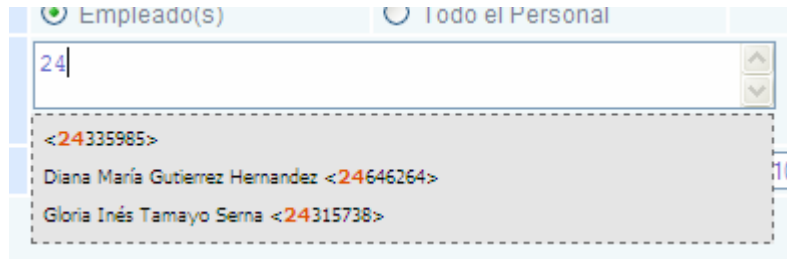 Empleado(s) Todo el Personal
24
<24335985>
Diana María Gutierrez Hernandez <24646264>
Gloria Inés Tamayo Serna <24315738>